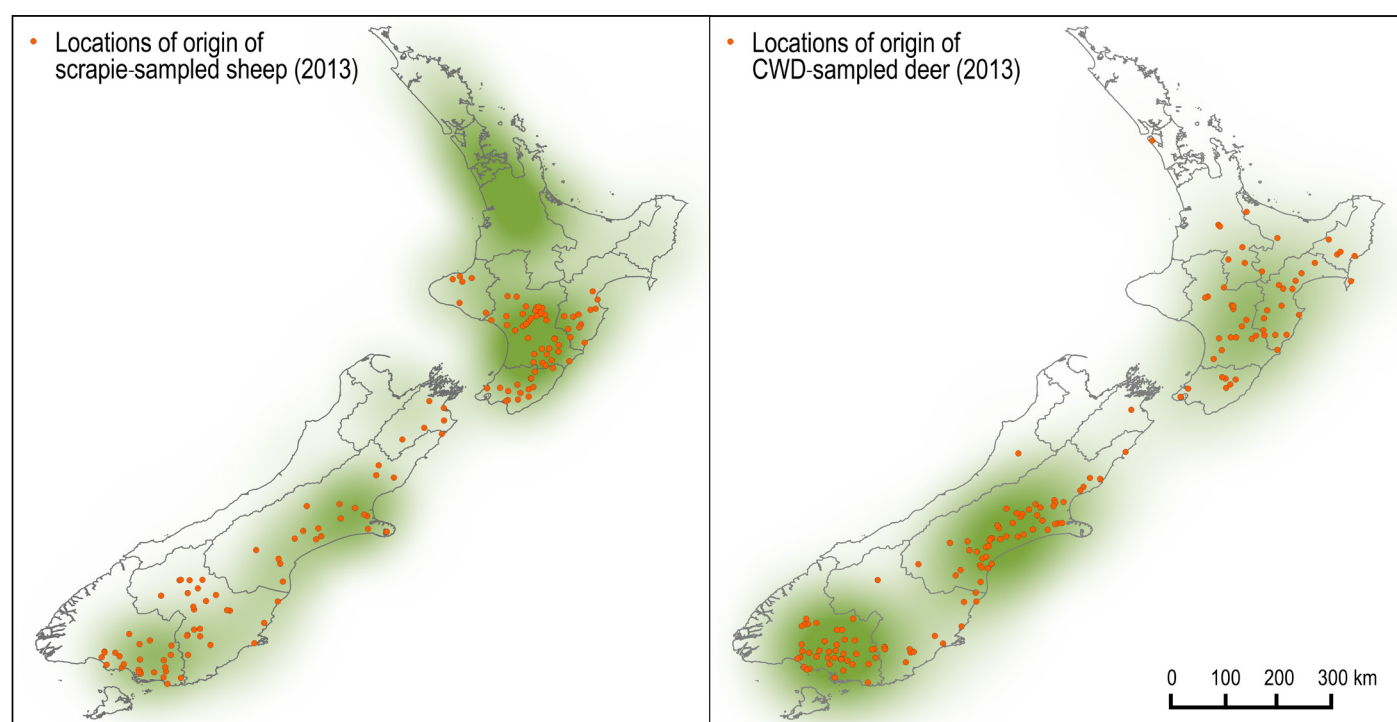 Locations of origin of
scrapie-sampled sheep (2013)
Locations of origin of
CWD-sampled deer (2013)
0 100 200 300 km